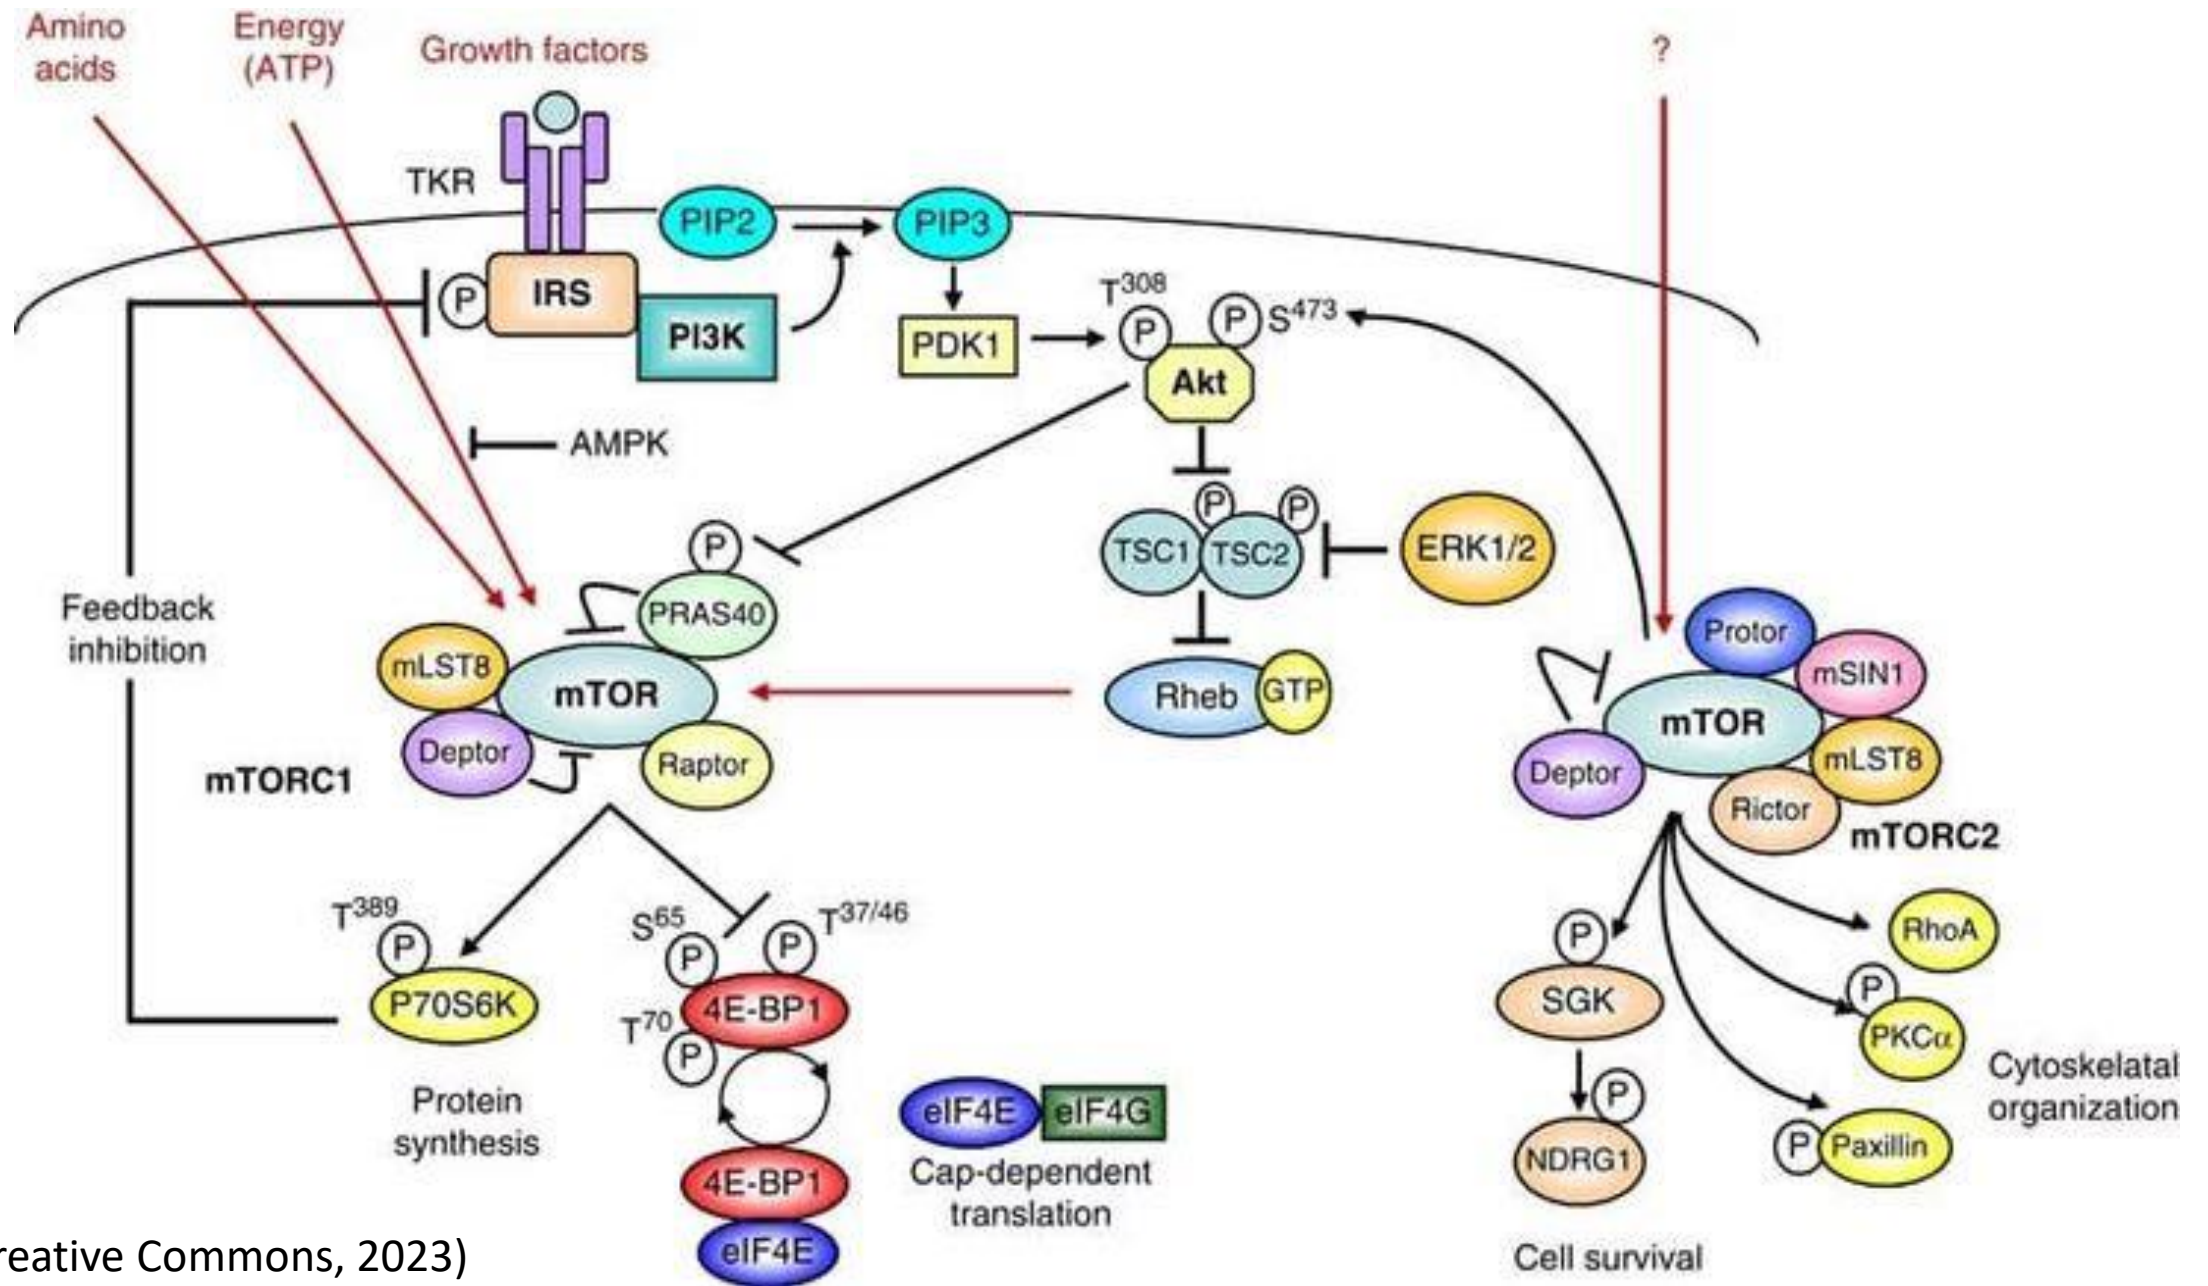 Amino
acids
Energy
(ATP)
Growth factors
?
TKR
PIP2
PIP3
P
IRS
PI3K
PDK1
T308
P
P
S473
Akt
AMPK
P
P
P
TSC1
TSC2
ERK1/2
PRAS40
Feedback
inhibition
mLST8
mTOR
Deptor
Raptor
mTORC1
Rheb
GTP
Protor
mSIN1
mTOR
mLST8
Deptor
Rictor
mTORC2
T389
P
P70S6K
S65
P
P
T37/46
4E-BP1
T70
P
Protein
synthesis
4E-BP1
eIF4E
eIF4E
eIF4G
Cap-dependent
translation
P
SGK
P
NDRG1
Cell survival
RhoA
P
PKCα
P
Paxillin
Cytoskelatal
organization
reative Commons, 2023)